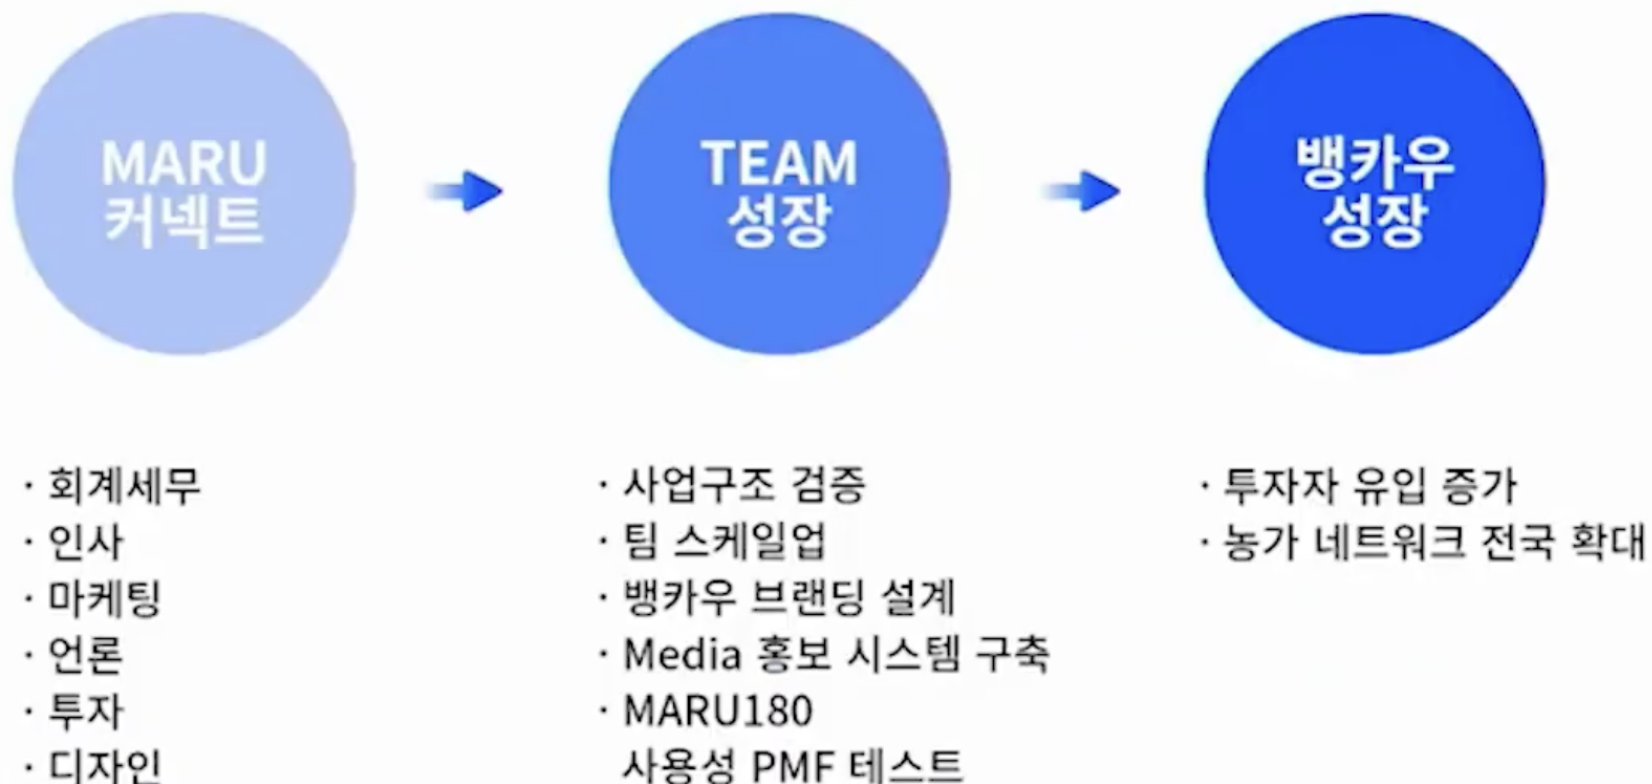 MARU
커넥트
TEAM
성장
뱅카우
성장
· 회계세무
· 인사
· 마케팅
· 언론
· 투자
· 디자인
· 사업구조 검증
· 팀 스케일업
· 뱅카우 브랜딩 설계
· Media 홍보 시스템 구축
· MARU180
사용성 PMF 테스트
· 투자자 유입 증가
· 농가 네트워크 전국 확대